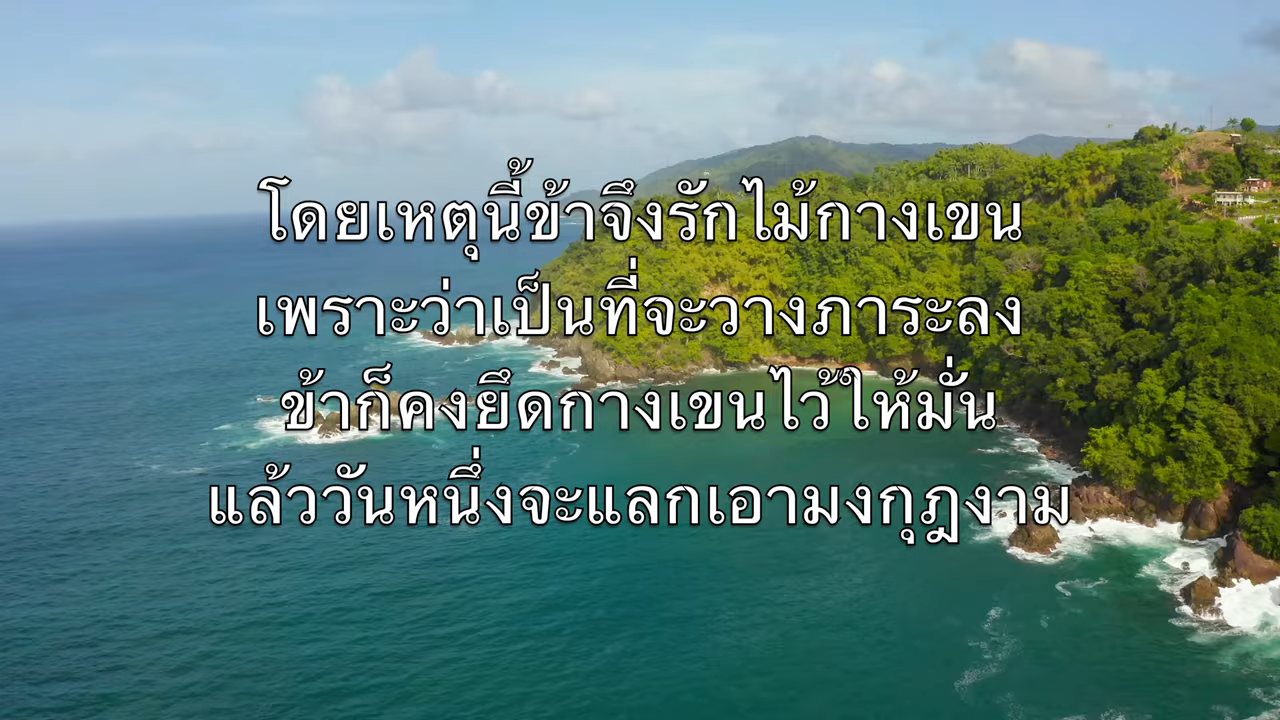 โดยเหตุนี้ข้าจึงรักไม้กางเขน
เพราะว่าเป็นที่จะวางภาระลง
ข้าก็คงยึดกางเขนไว้ให้มั่น
แล้ววันหนึ่งจะแลกเอามงกุฎงาม